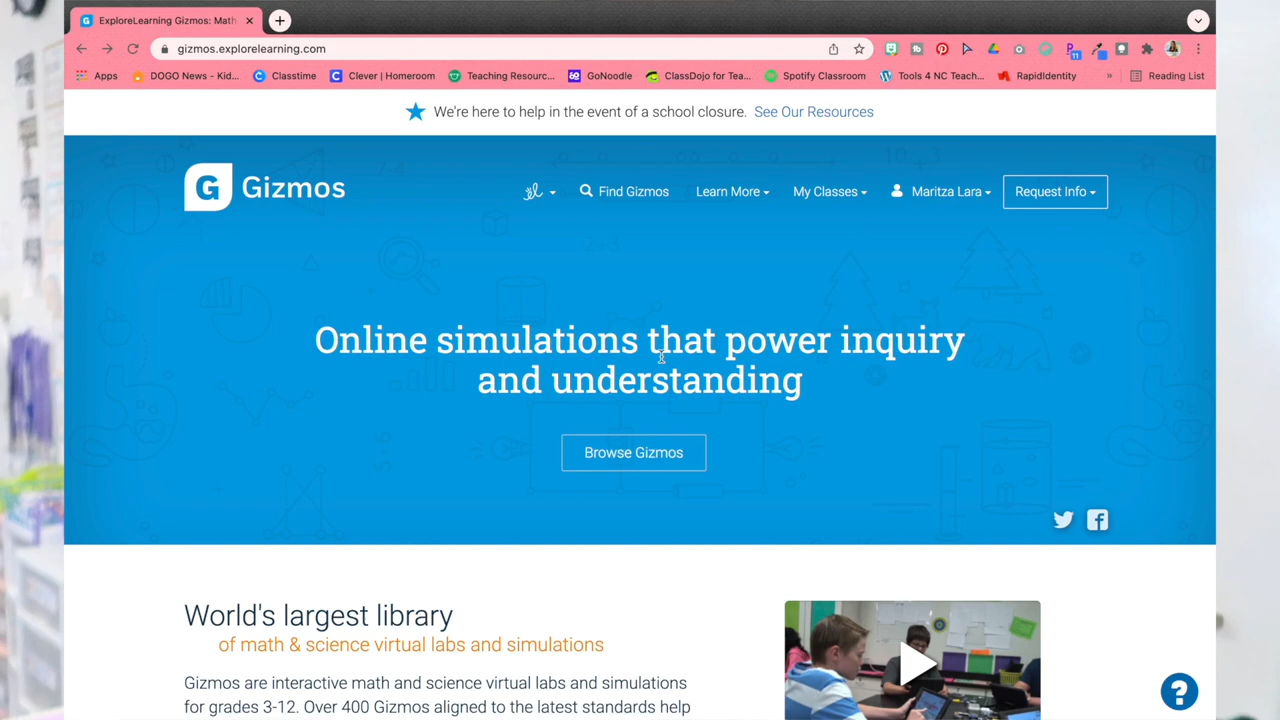 G ExploreLearning Gizmos: Math
gizmos.explorelearning.com
Apps DOGO News - Kid... Classtime Clever | Homeroom Teaching Resourc... GoNoodle ClassDojo for Tea... Spotify Classroom Tools 4 NC Teach... RapidIdentity » Reading List
We're here to help in the event of a school closure. See Our Resources
G Gizmos
Find Gizmos Learn More My Classes Maritza Lara Request Info
Online simulations that power inquiry
and understanding
Browse Gizmos
World's largest library
of math & science virtual labs and simulations
Gizmos are interactive math and science virtual labs and simulations
for grades 3-12. Over 400 Gizmos aligned to the latest standards help